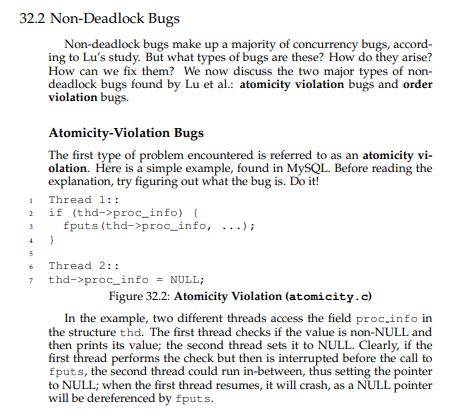 32.2 Non-Deadlock Bugs
Non-deadlock bugs make up a majority of concurrency bugs, accord-
ing to Lu's study. But what types of bugs are these? How do they arise?
How can we fix them? We now discuss the two major types of non-
deadlock bugs found by Lu et al.: atomicity violation bugs and order
violation bugs.
Atomicity-Violation Bugs
The first type of problem encountered is referred to as an atomicity vi-
olation. Here is a simple example, found in MySQL. Before reading the
explanation, try figuring out what the bug is. Do it!
1 Thread 1::
2 if (thd->proc_info) {
3 fputs(thd->proc_info, ...);
4 }
5
6 Thread 2::
7 thd->proc_info = NULL;
Figure 32.2: Atomicity Violation (atomicity.c)
In the example, two different threads access the field proc_info in
the structure thd. The first thread checks if the value is non-NULL and
then prints its value; the second thread sets it to NULL. Clearly, if the
first thread performs the check but then is interrupted before the call to
fputs, the second thread could run in-between, thus setting the pointer
to NULL; when the first thread resumes, it will crash, as a NULL pointer
will be dereferenced by fputs.